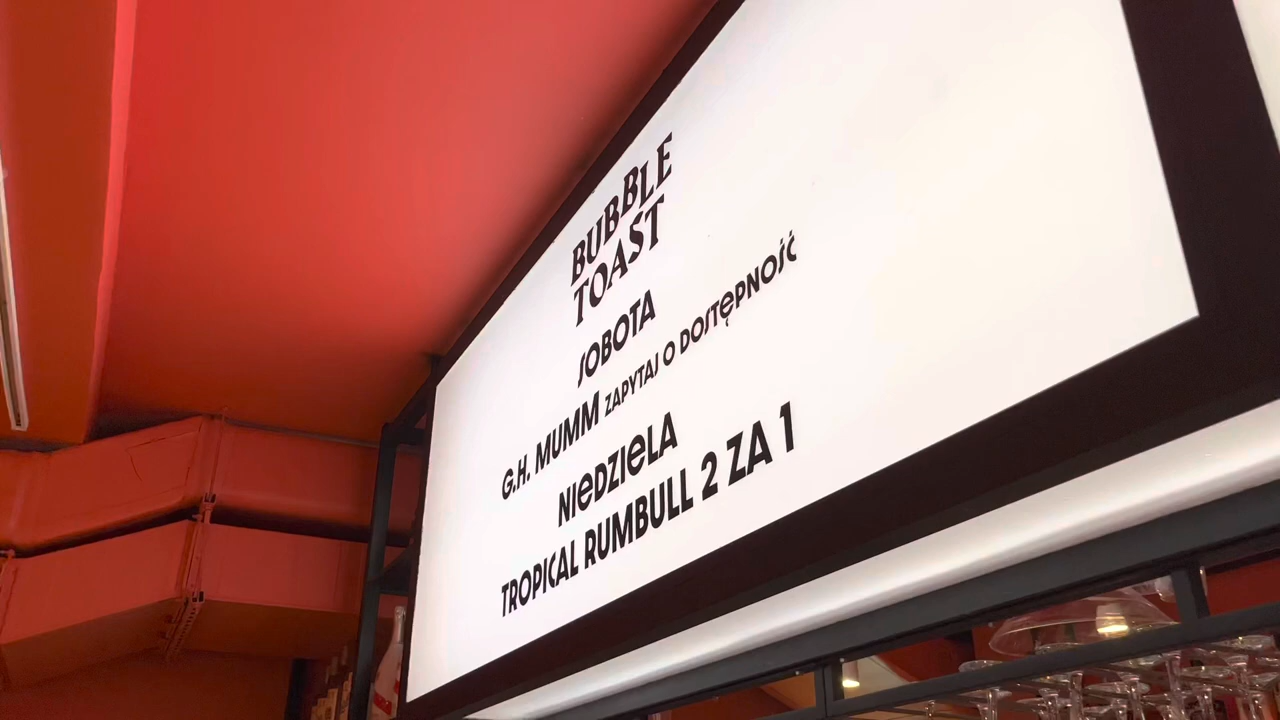 BUBBLE
TOAST
SOBOTA
G.H. MUMM ZAPYTAJ O DOSTĘPNOŚĆ
NIEDZIELA
TROPICAL RUMBULL 2 ZA 1